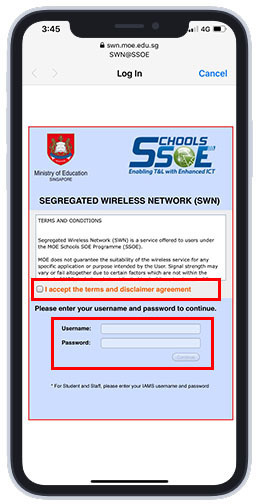 3:45
4G
swn.moe.edu.sg
SWN@SSOE
Log In
Cancel
Ministry of Education
SINGAPORE
SCHOOLS
SSOE
Enabling T&L with Enhanced ICT
SEGREGATED WIRELESS NETWORK (SWN)
TERMS AND CONDITIONS
Segregated Wireless Network (SWN) is a service offered to users under
the MOE Schools SSOE Programme (SSOE).
MOE does not guarantee the suitability of the wireless service for any
specific application or purpose intended by the User. Signal strength may
vary or fail altogether due to certain factors which are not within the
I accept the terms and disclaimer agreement
Please enter your username and password to continue.
Username:
Password:
Continue
* For Student and Staff, please enter your IAMS username and password